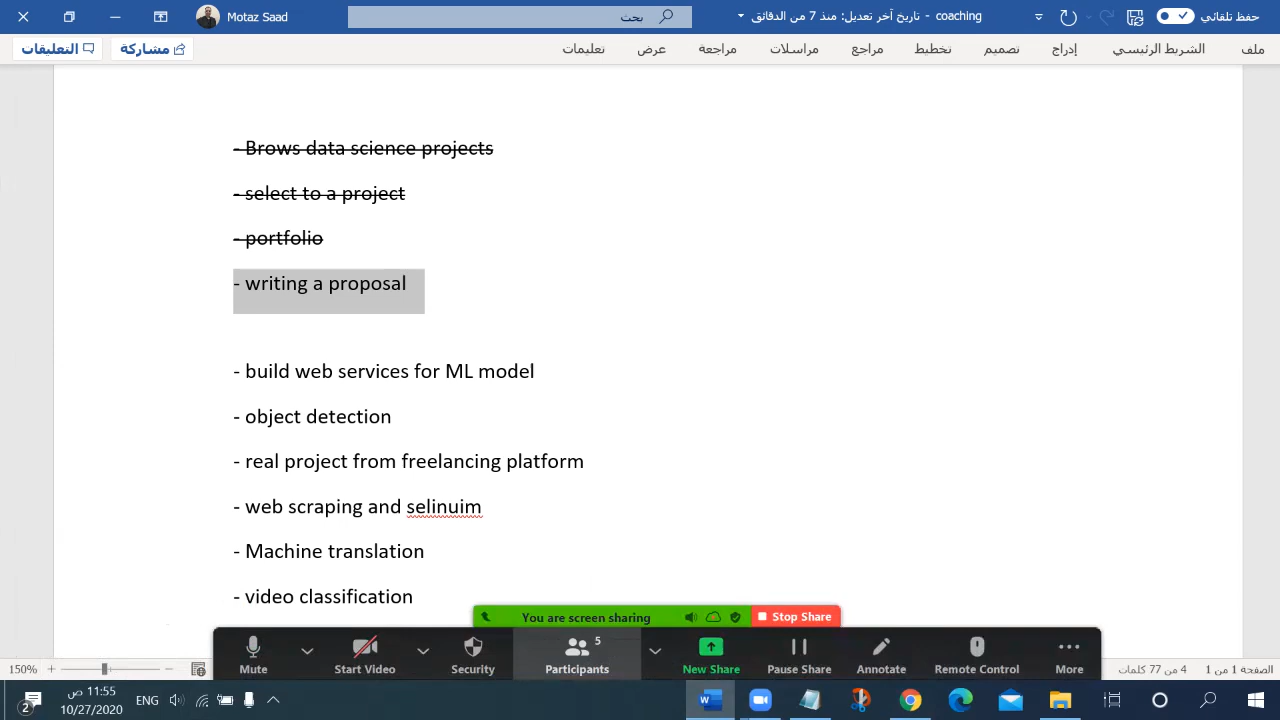 حفظ تلقائي
coaching - تاريخ آخر تعديل: منذ 7 من الدقائق
بحث
Motaz Saad
ملف الشريط الرئيسي إدراج تصميم تخطيط مراجع مراسلات مراجعة عرض تعليمات
مشاركة
التعليقات
- Brows data science projects
- select to a project
- portfolio
- writing a proposal
- build web services for ML model
- object detection
- real project from freelancing platform
- web scraping and selinuim
- Machine translation
- video classification
You are screen sharing Stop Share
5
Mute Start Video Security Participants New Share Pause Share Annotate Remote Control More
الصفحة 1 من 1 4 من 77 كلمات
150%
11:55 ص
10/27/2020
ENG
2